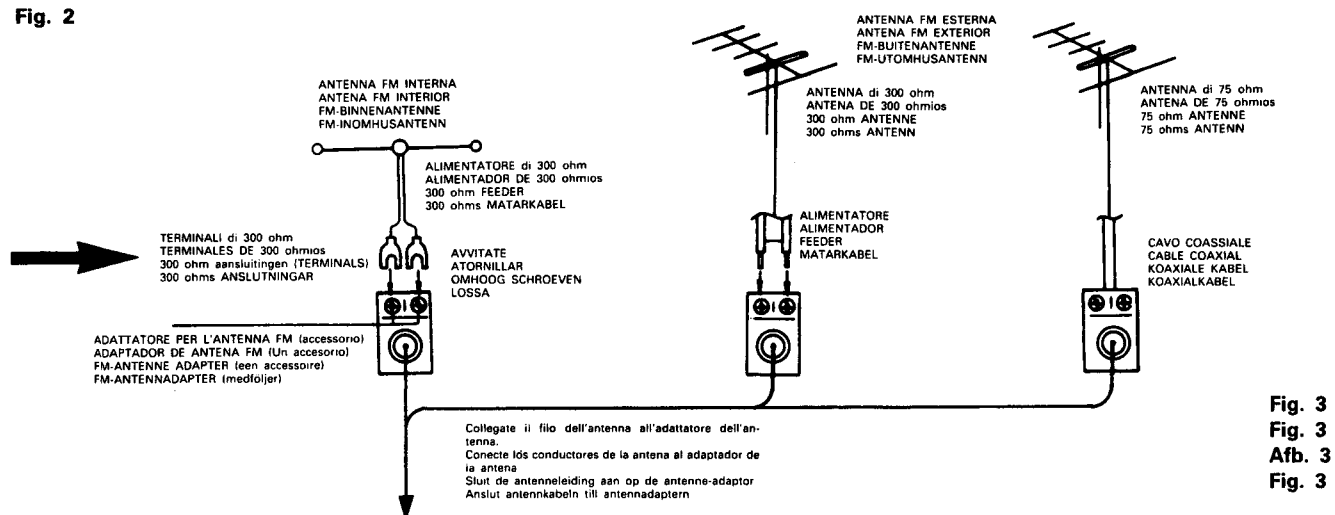 Fig. 2
ANTENNA FM INTERNA
ANTENA FM INTERIOR
FM-BINNENANTENNE
FM-INOMHUSANTENN
ALIMENTATORE di 300 ohm
ALIMENTADOR DE 300 ohmios
300 ohm FEEDER
300 ohms MATARKABEL
TERMINALI di 300 ohm
TERMINALES DE 300 ohmios
300 ohm aansluitingen (TERMINALS)
300 ohms ANSLUTNINGAR
AVVITATE
ATORNILLAR
OMHOOG SCHROEVEN
LOSSA
ADATTATORE PER L'ANTENNA FM (accessorio)
ADAPTADOR DE ANTENA FM (Un accesorio)
FM-ANTENNE ADAPTER (een accessoire)
FM-ANTENNADAPTER (medföljer)
ANTENNA FM ESTERNA
ANTENA FM EXTERIOR
FM-BUITENANTENNE
FM-UTOMHUSANTENN
ANTENNA di 300 ohm
ANTENA DE 300 ohmios
300 ohm ANTENNE
300 ohms ANTENN
ALIMENTATORE
ALIMENTADOR
FEEDER
MATARKABEL
ANTENNA di 75 ohm
ANTENA DE 75 ohmios
75 ohm ANTENNE
75 ohms ANTENN
CAVO COASSIALE
CABLE COAXIAL
KOAXIALE KABEL
KOAXIALKABEL
Collegate il filo dell'antenna all'adattatore dell'an-
tenna.
Conecte lós conductores de la antena al adaptador de
la antena
Sluit de antenneleiding aan op de antenne-adaptor
Anslut antennkabeln till antennadaptern
Fig. 3
Fig. 3
Afb. 3
Fig. 3